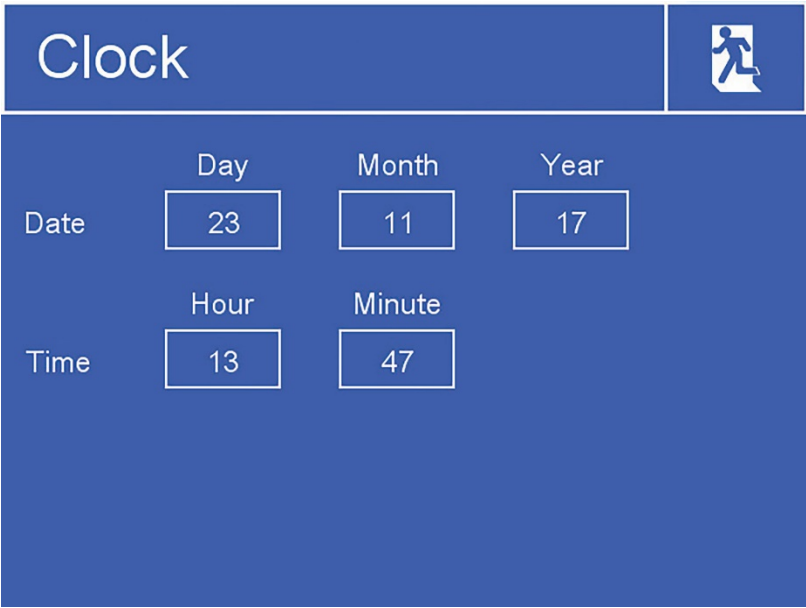 Clock
Day Month Year
Date 23 11 17
Hour Minute
Time 13 47